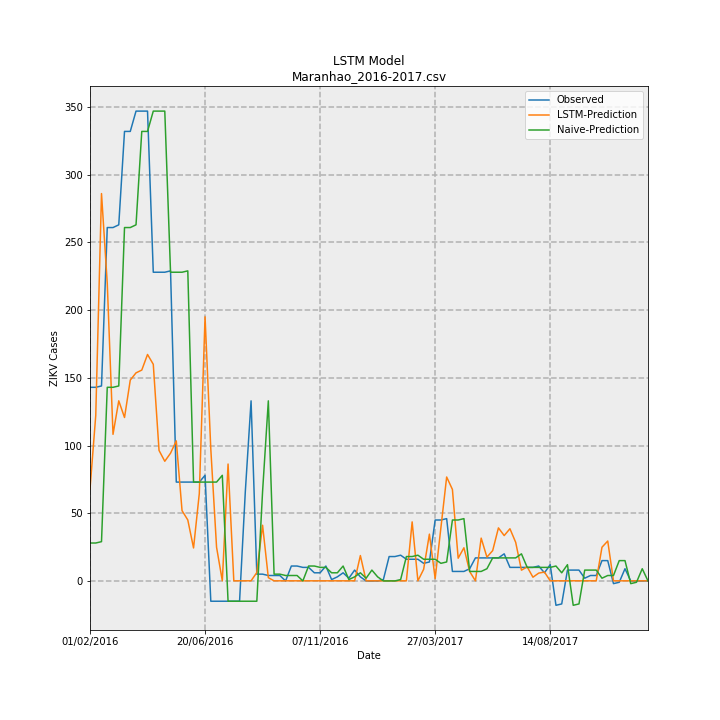 LSTM Model
Maranhao_2016-2017.csv
Observed
LSTM-Prediction
Naive-Prediction
350
300
250
200
150
100
50
0
ZIKV Cases
01/02/2016 20/06/2016 07/11/2016 27/03/2017 14/08/2017
Date